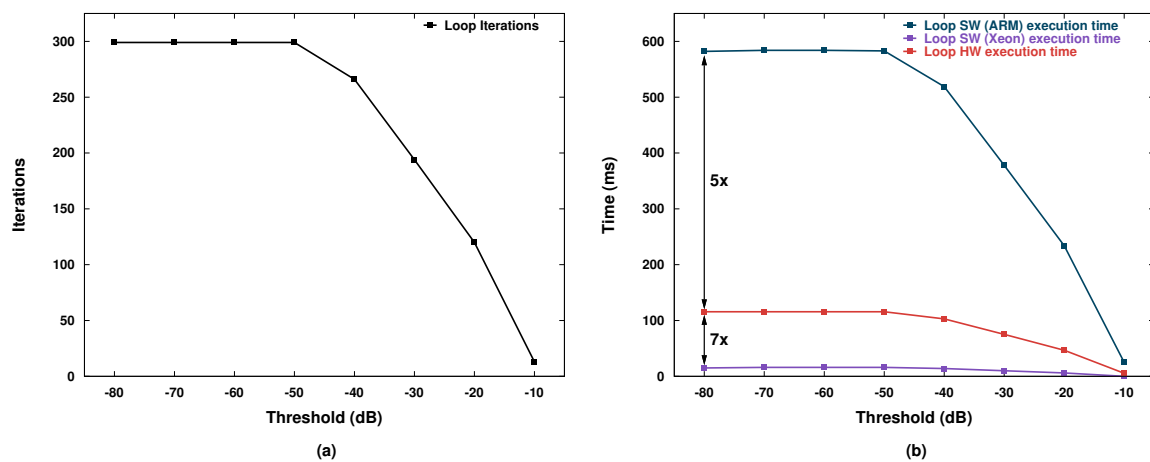 Loop Iterations
300
250
200
150
100
50
0
Iterations
-80 -70 -60 -50 -40 -30 -20 -10
Threshold (dB)
(a)
Loop SW (ARM) execution time
Loop SW (Xeon) execution time
Loop HW execution time
600
500
400
300
200
100
0
Time (ms)
5x
7x
-80 -70 -60 -50 -40 -30 -20 -10
Threshold (dB)
(b)